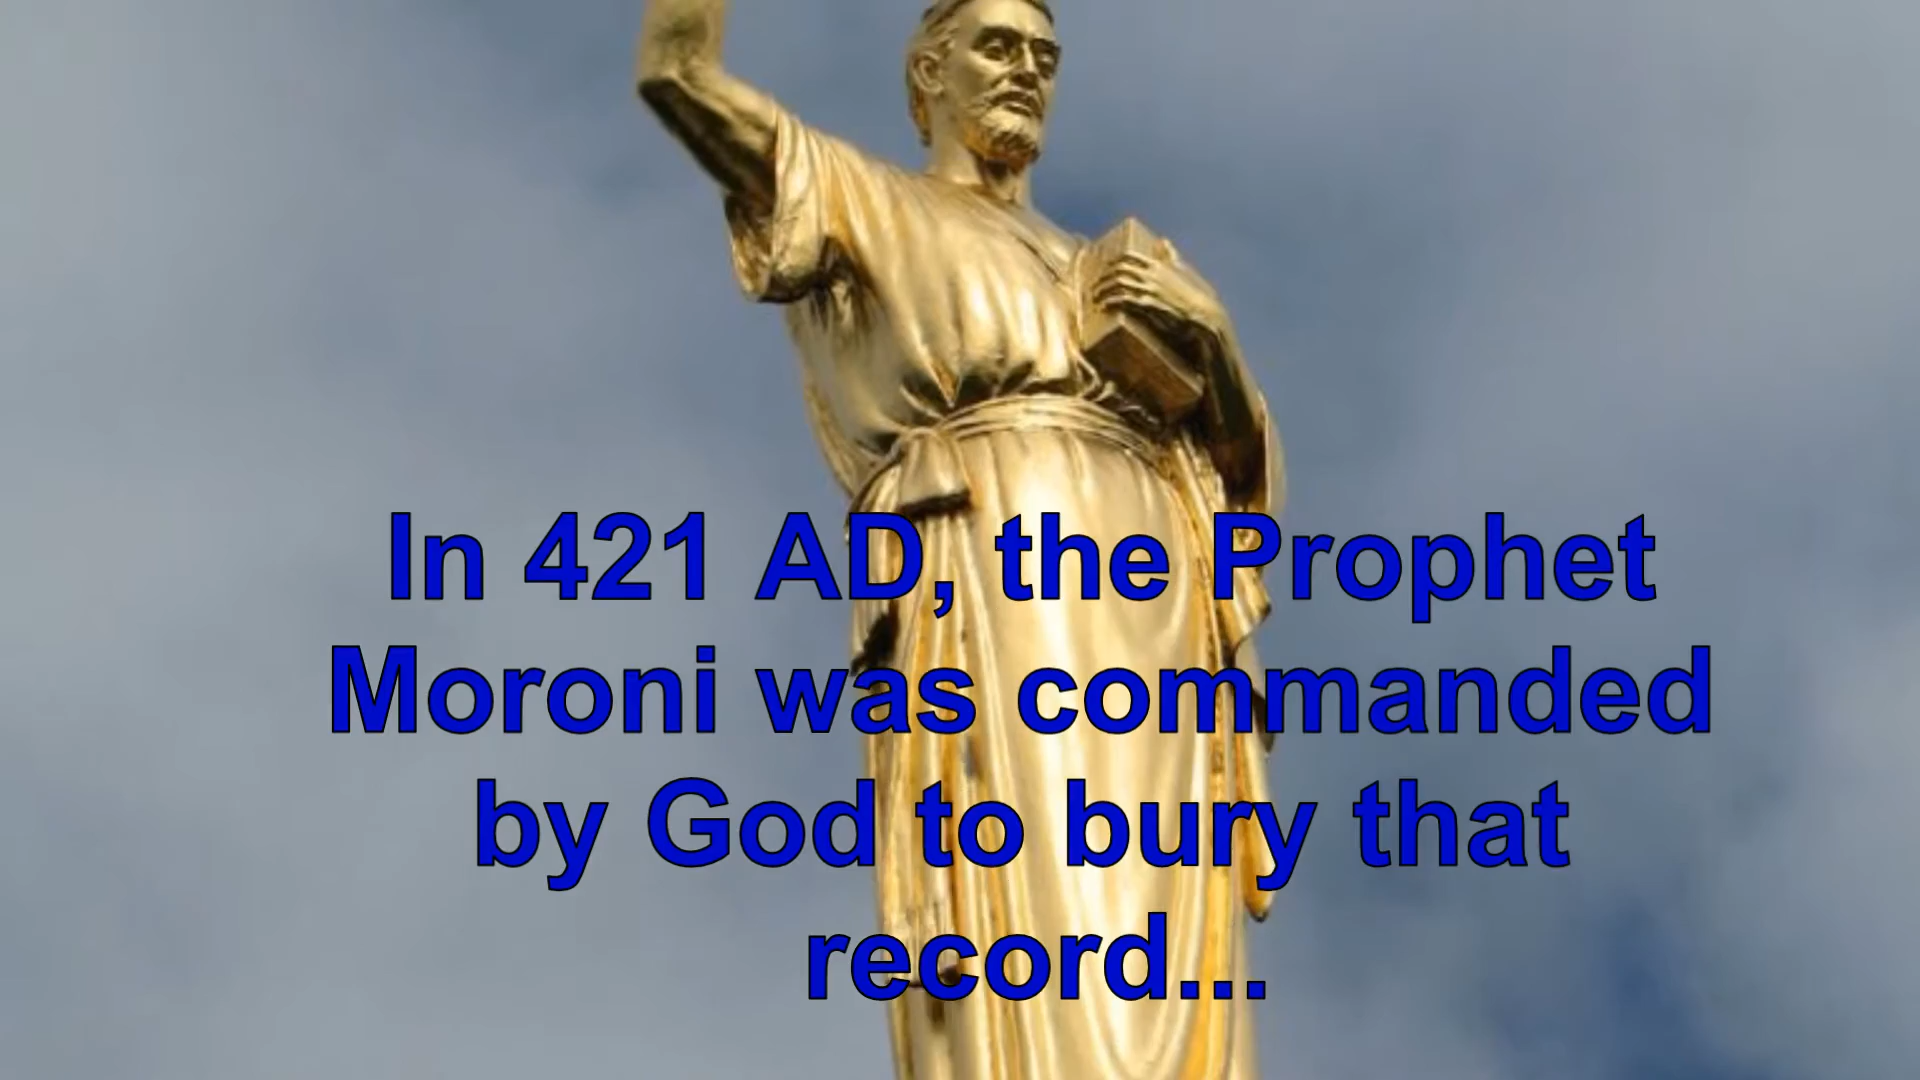 In 421 AD, the Prophet
Moroni was commanded
by God to bury that
record...